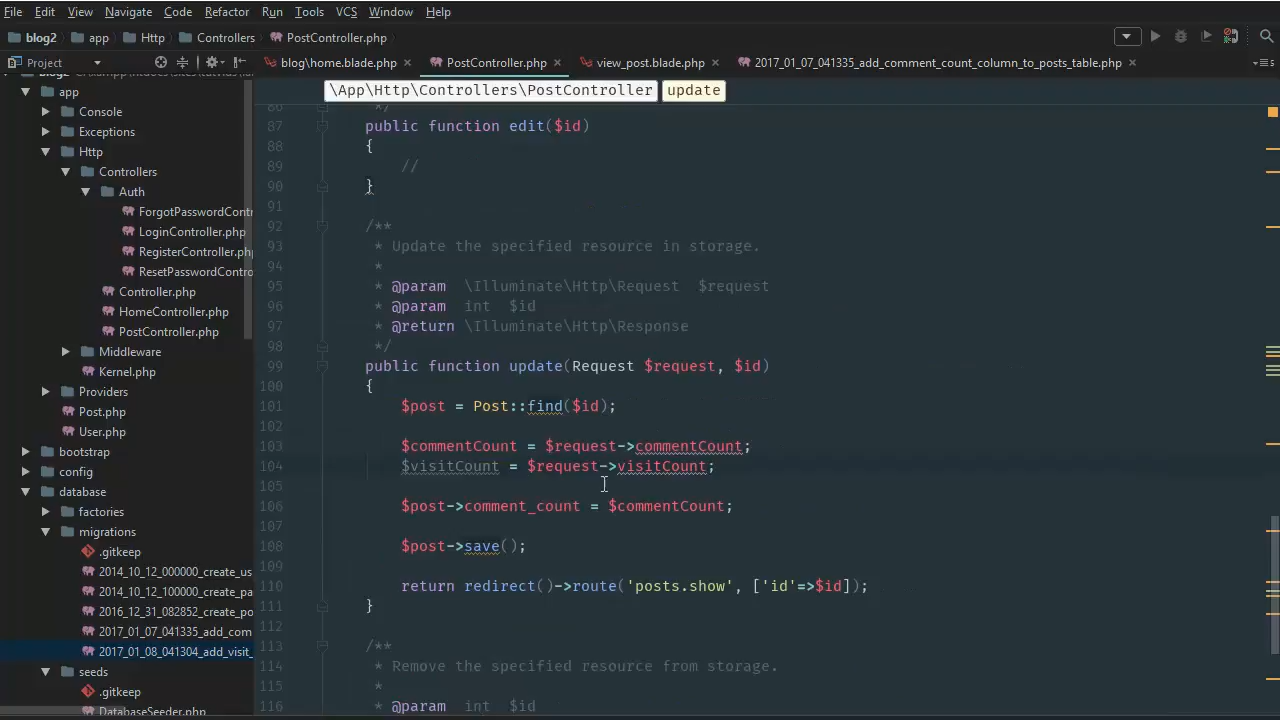 File Edit View Navigate Code Refactor Run Tools VCS Window Help
blog2 app Http Controllers PostController.php
Project blog\home.blade.php PostController.php view_post.blade.php 2017_01_07_041335_add_comment_count_column_to_posts_table.php
\App\Http\Controllers\PostController update
app
Console
Exceptions
Http
Controllers
Auth
ForgotPasswordContr
LoginController.php
RegisterController.php
ResetPasswordContro
Controller.php
HomeController.php
PostController.php
Middleware
Kernel.php
Providers
Post.php
User.php
bootstrap
config
database
factories
migrations
.gitkeep
2014_10_12_000000_create_us
2014_10_12_100000_create_pa
2016_12_31_082852_create_po
2017_01_07_041335_add_com
2017_01_08_041304_add_visit_
seeds
.gitkeep
DatabaseSeeder.php
86 */
87 public function edit($id)
88 {
89 //
90 }
91
92 /**
93 * Update the specified resource in storage.
94 *
95 * @param \Illuminate\Http\Request $request
96 * @param int $id
97 * @return \Illuminate\Http\Response
98 */
99 public function update(Request $request, $id)
100 {
101 $post = Post::find($id);
102
103 $commentCount = $request->commentCount;
104 $visitCount = $request->visitCount;
105
106 $post->comment_count = $commentCount;
107
108 $post->save();
109
110 return redirect()->route('posts.show', ['id'=>$id]);
111 }
112
113 /**
114 * Remove the specified resource from storage.
115 *
116 * @param int $id